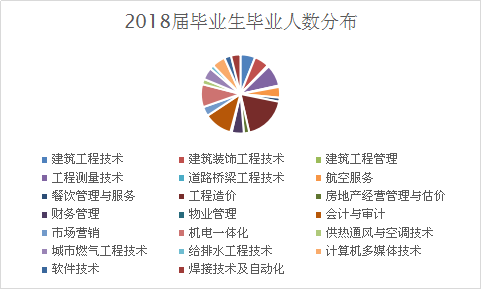 2018届毕业生毕业人数分布
建筑工程技术 建筑装饰工程技术 建筑工程管理
工程测量技术 道路桥梁工程技术 航空服务
餐饮管理与服务 工程造价 房地产经营管理与估价
财务管理 物业管理 会计与审计
市场营销 机电一体化 供热通风与空调技术
城市燃气工程技术 给排水工程技术 计算机多媒体技术
软件技术 焊接技术及自动化